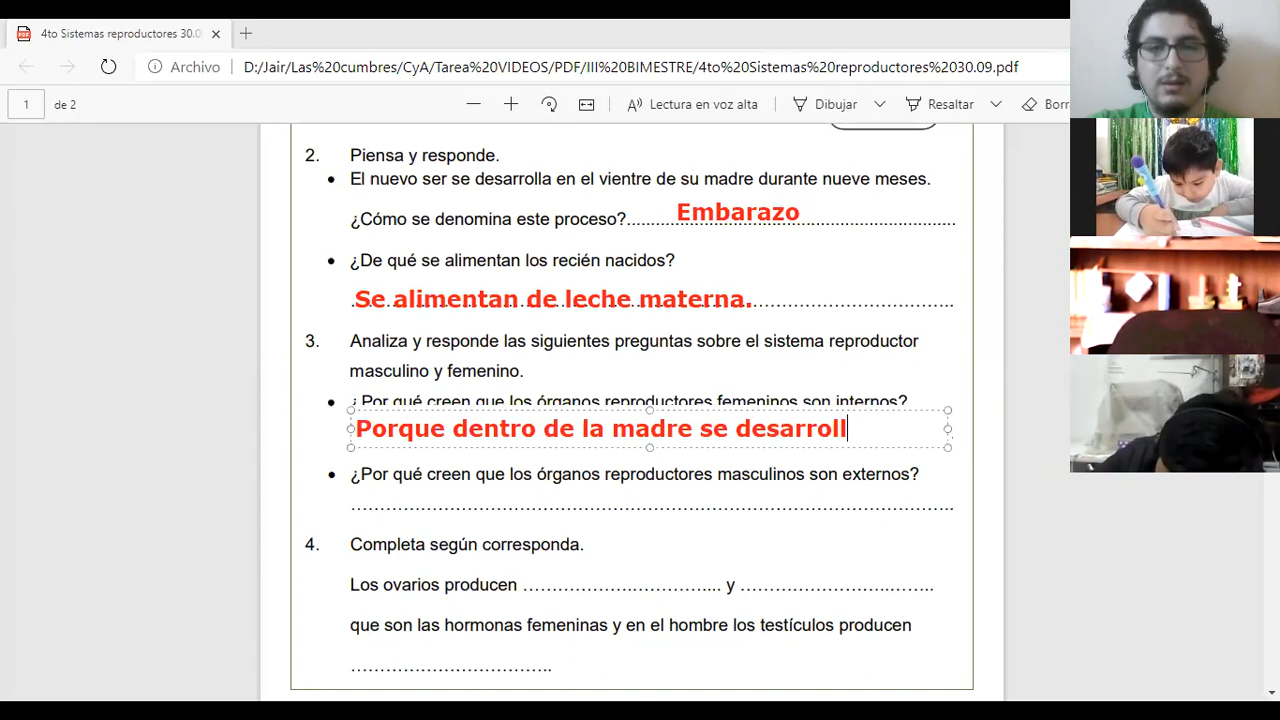 4to Sistemas reproductores 30.0
Archivo
D:/Jair/Las%20cumbres/CyA/Tarea%20VIDEOS/PDF/III%20BIMESTRE/4to%20Sistemas%20reproductores%2030.09.pdf
1 de 2
Lectura en voz alta
Dibujar
Resaltar
Borr
2. Piensa y responde.
• El nuevo ser se desarrolla en el vientre de su madre durante nueve meses.
¿Cómo se denomina este proceso?..... Embarazo ..............................
• ¿De qué se alimentan los recién nacidos?
Se alimentan de leche materna. ..............................
3. Analiza y responde las siguientes preguntas sobre el sistema reproductor
masculino y femenino.
• ¿Por qué creen que los órganos reproductores femeninos son internos?
Porque dentro de la madre se desarroll
• ¿Por qué creen que los órganos reproductores masculinos son externos?
………………………………………………………………………………………..
4. Completa según corresponda.
Los ovarios producen ……………….…………... y …………………….……..
que son las hormonas femeninas y en el hombre los testículos producen
……………………………..